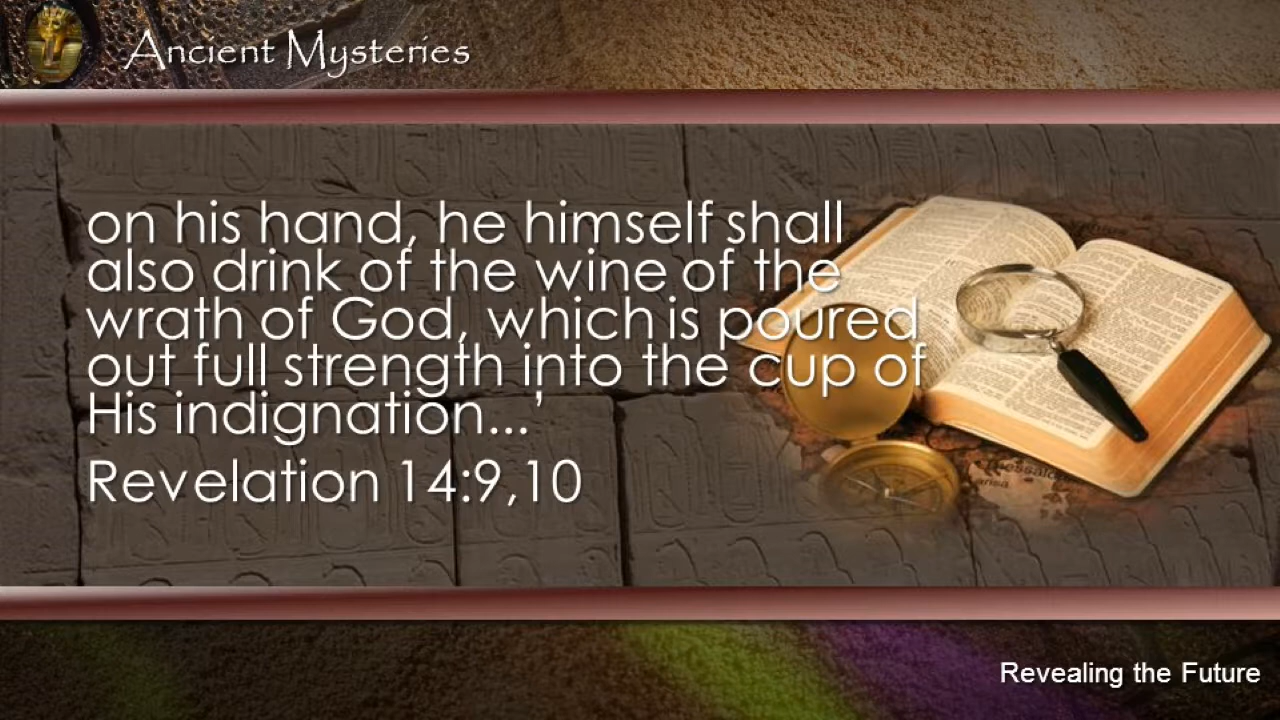 Ancient Mysteries
on his hand, he himself shall
also drink of the wine of the
wrath of God, which is poured
out full strength into the cup of
His indignation...’
Revelation 14:9,10
Revealing the Future